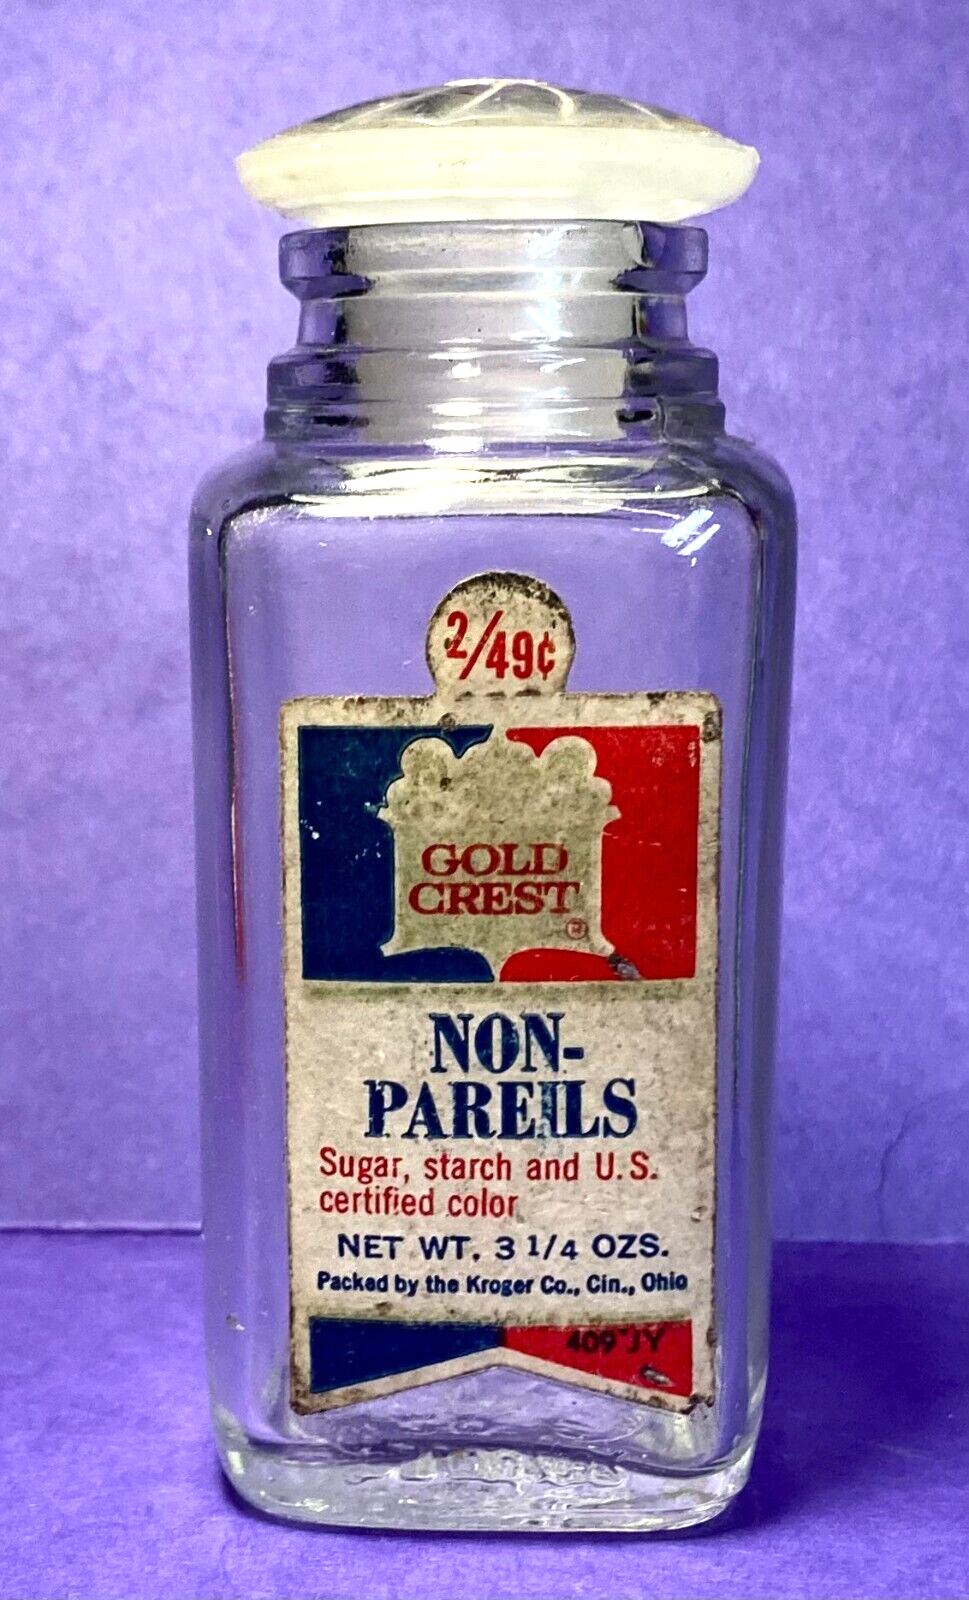 2/49¢
GOLD
CREST
®
NON-
PAREILS
Sugar, starch and U.S.
certified color
NET WT. 3 1/4 OZS.
Packed by the Kroger Co., Cin., Ohio
409 JY